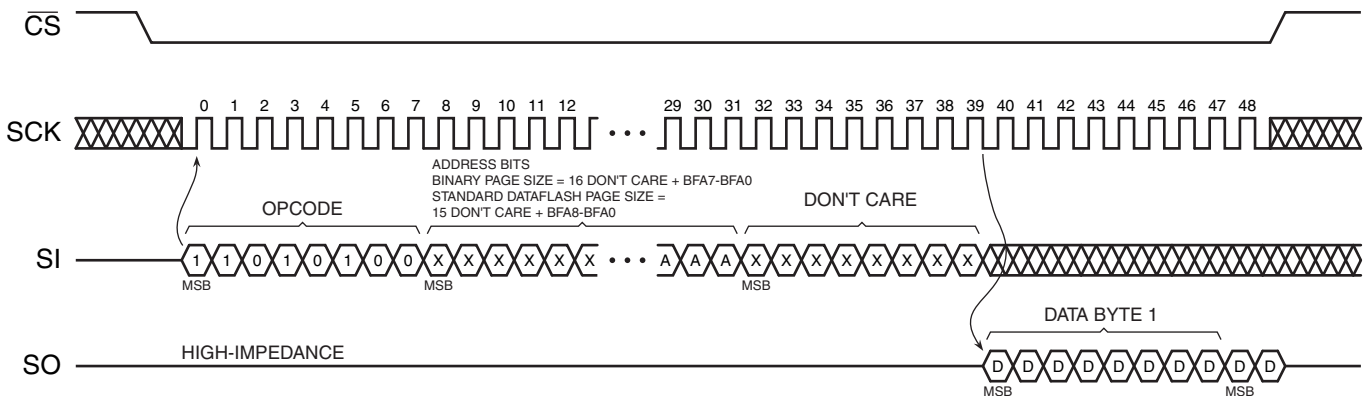 CS
SCK
0 1 2 3 4 5 6 7 8 9 10 11 12 29 30 31 32 33 34 35 36 37 38 39 40 41 42 43 44 45 46 47 48
ADDRESS BITS
BINARY PAGE SIZE = 16 DON'T CARE + BFA7-BFA0
STANDARD DATAFLASH PAGE SIZE =
15 DON'T CARE + BFA8-BFA0
OPCODE
DON'T CARE
SI
1 1 0 1 0 1 0 0 X X X X X X A A A X X X X X X X X
MSB MSB MSB
DATA BYTE 1
SO
HIGH-IMPEDANCE
D D D D D D D D D D
MSB MSB